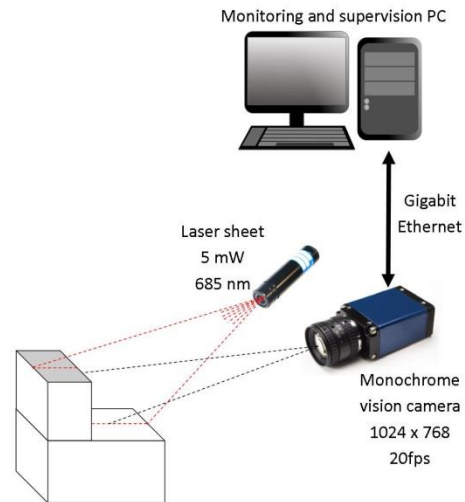 Monitoring and supervision PC
Gigabit
Ethernet
Laser sheet
5 mW
685 nm
Monochrome
vision camera
1024 x 768
20fps